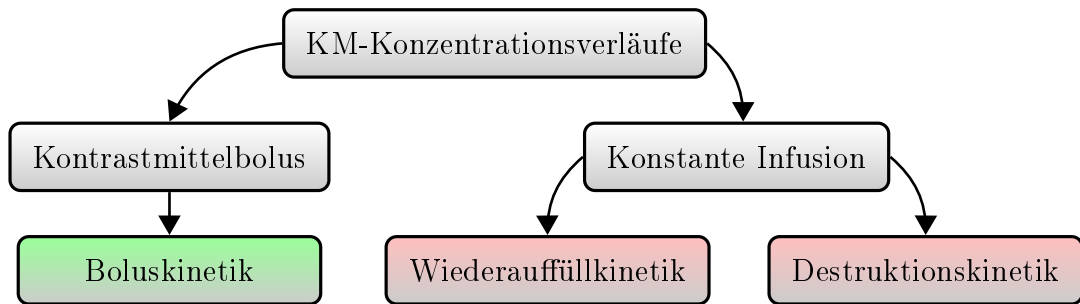 KM-Konzentrationsverläufe
Kontrastmittelbolus
Konstante Infusion
Boluskinetik
Wiederauffüllkinetik
Destruktionskinetik